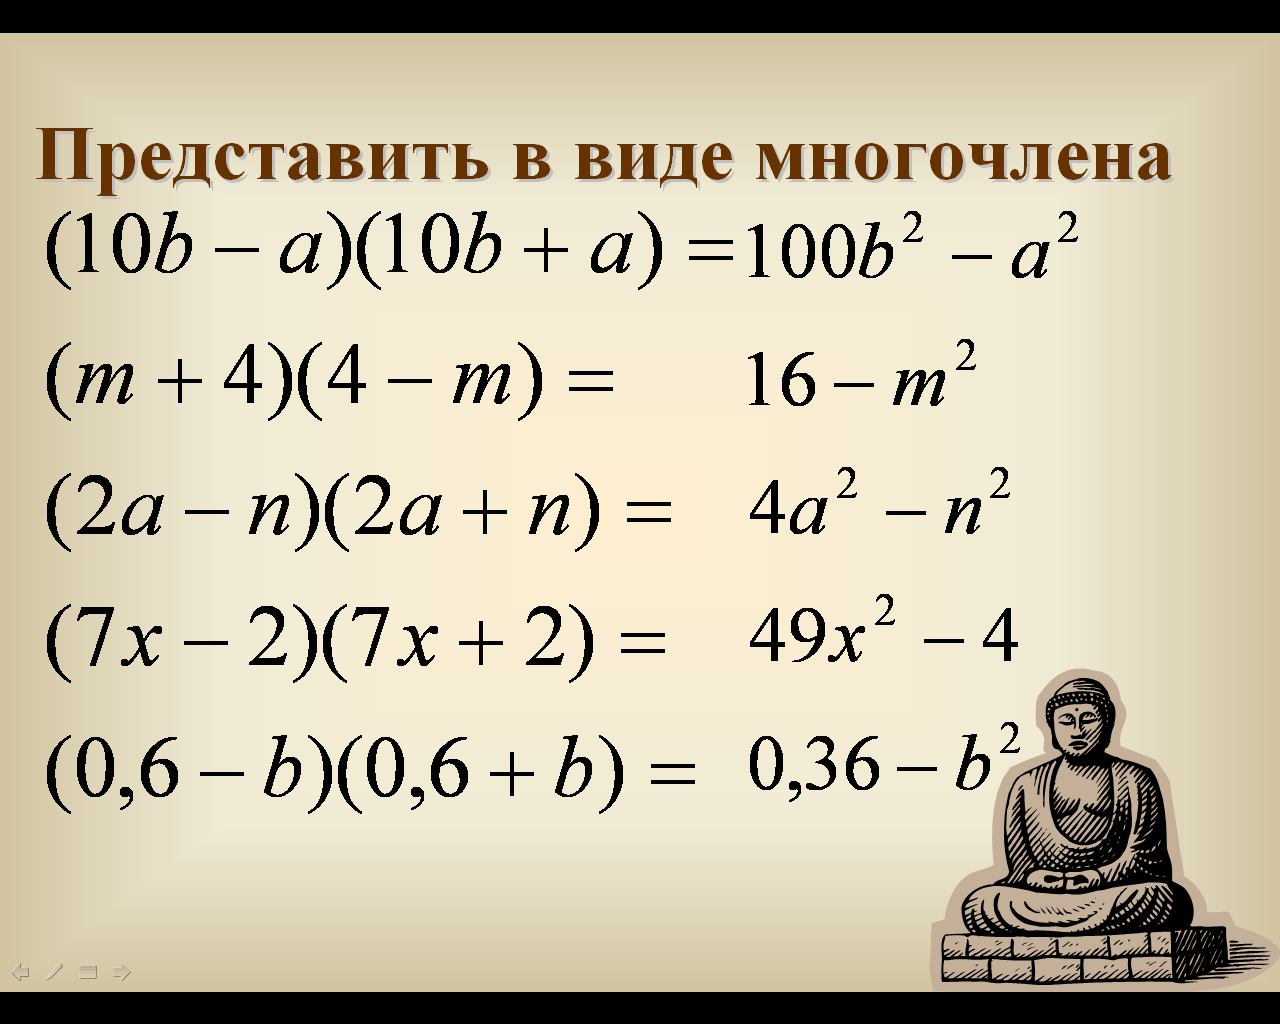 Представить в виде многочлена
(10b − a)(10b + a) = 100b² − a²
(m + 4)(4 − m) = 16 − m²
(2a − n)(2a + n) = 4a² − n²
(7x − 2)(7x + 2) = 49x² − 4
(0,6 − b)(0,6 + b) = 0,36 − b²